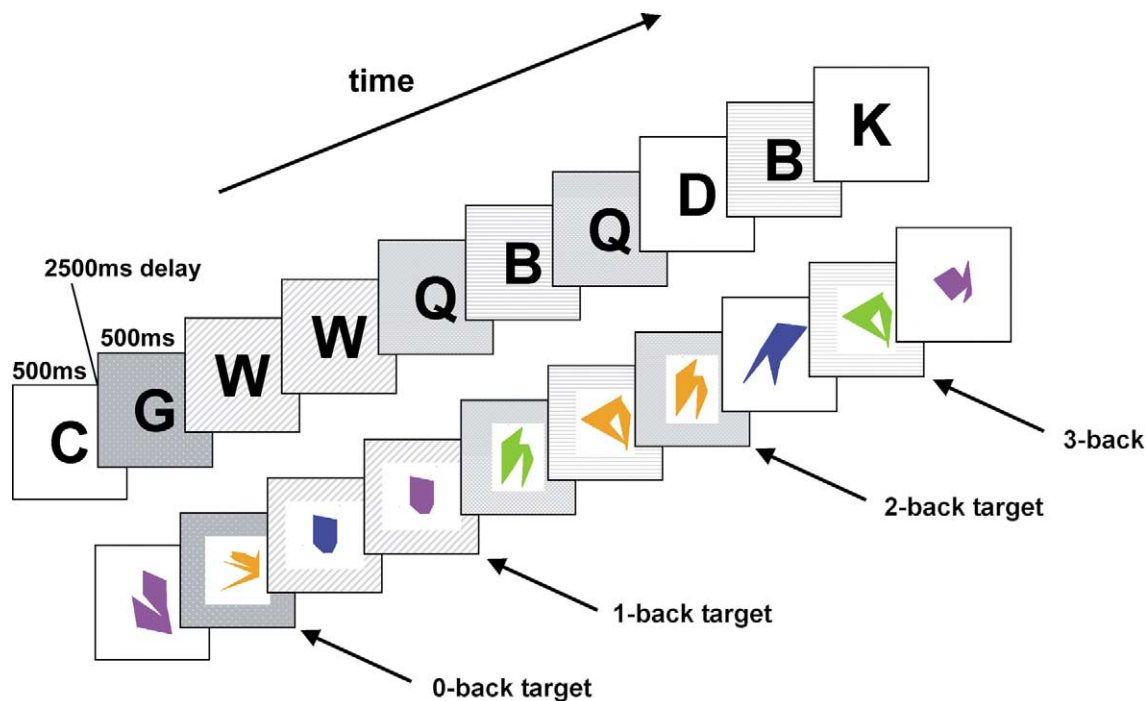 time
K
B
D
Q
B
Q
W
W
G
C
2500ms delay
500ms
500ms
3-back
2-back target
1-back target
0-back target